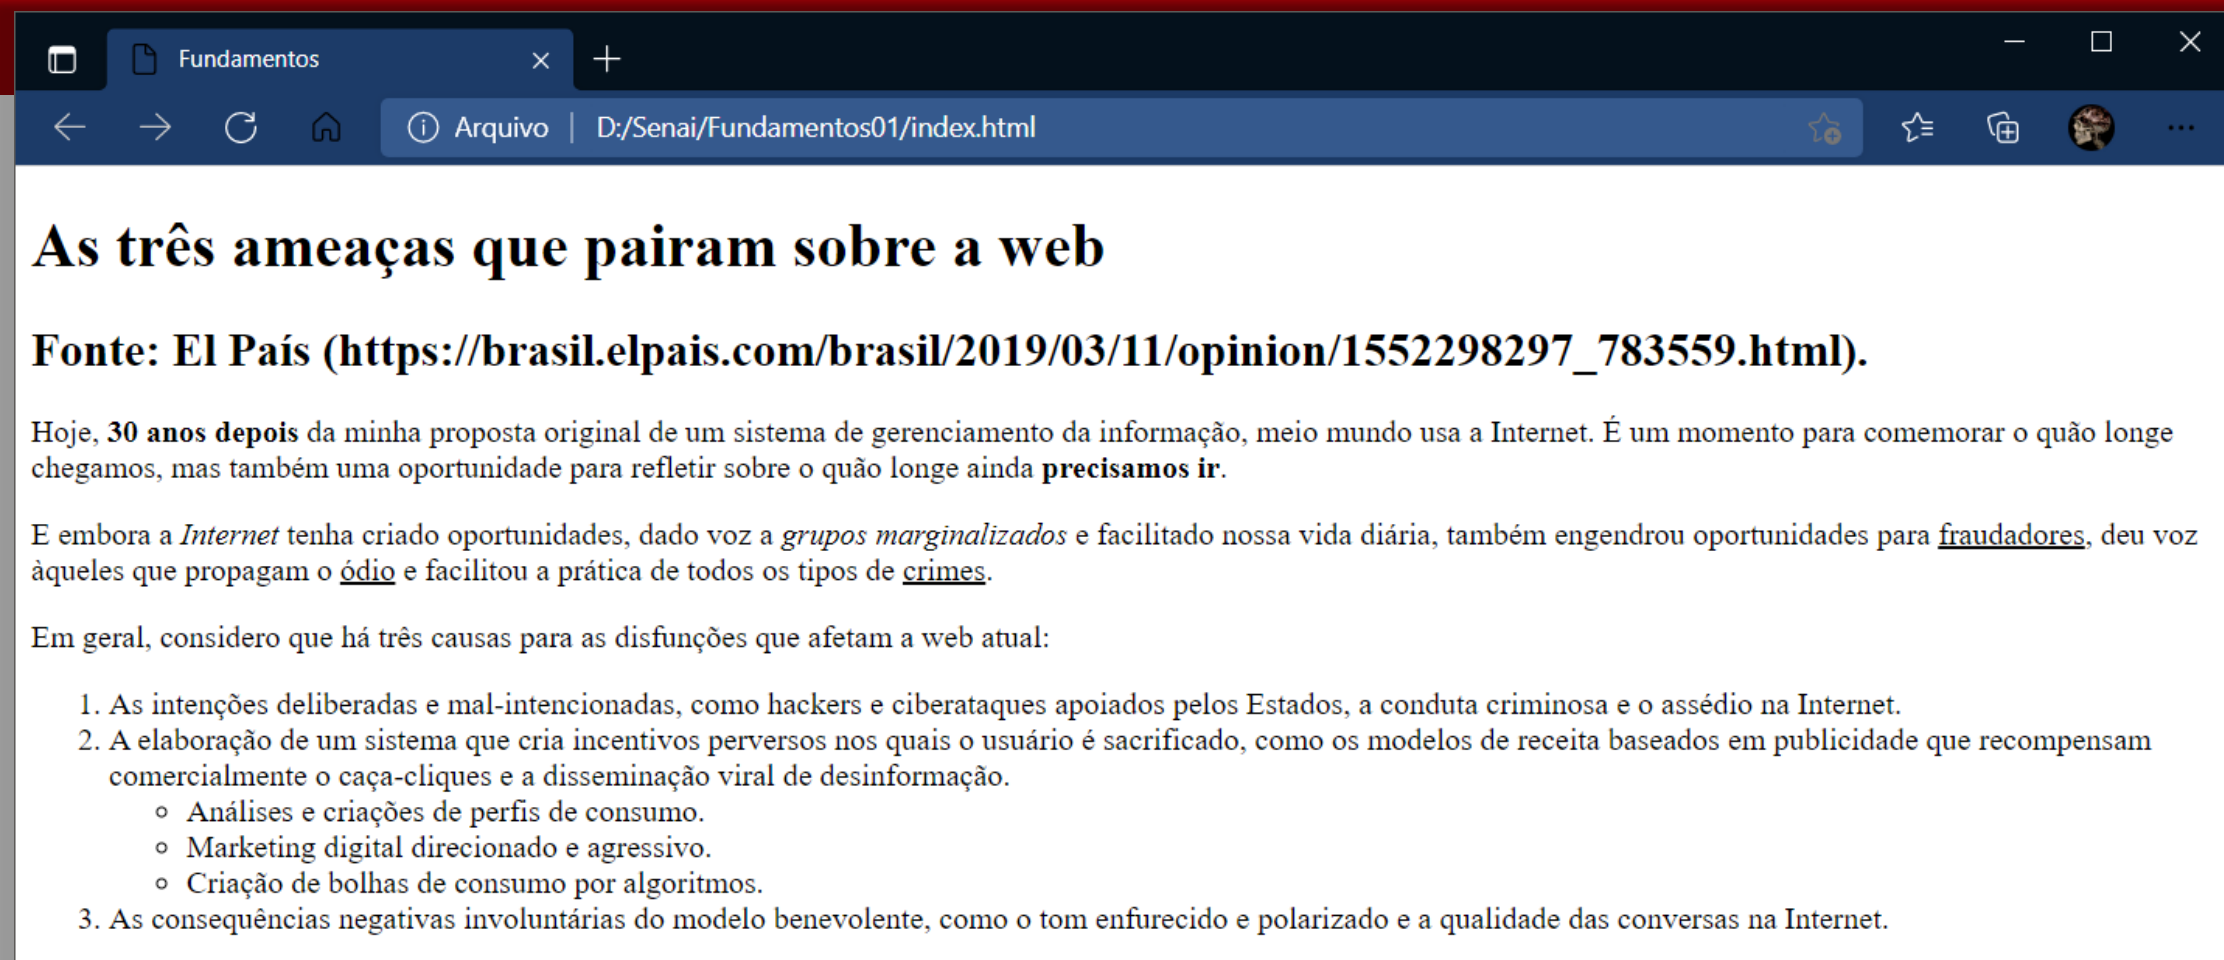 Fundamentos
Arquivo | D:/Senai/Fundamentos01/index.html
As três ameaças que pairam sobre a web
Fonte: El País (https://brasil.elpais.com/brasil/2019/03/11/opinion/1552298297_783559.html).
Hoje, 30 anos depois da minha proposta original de um sistema de gerenciamento da informação, meio mundo usa a Internet. É um momento para comemorar o quão longe
chegamos, mas também uma oportunidade para refletir sobre o quão longe ainda precisamos ir.
E embora a Internet tenha criado oportunidades, dado voz a grupos marginalizados e facilitado nossa vida diária, também engendrou oportunidades para fraudadores, deu voz
àqueles que propagam o ódio e facilitou a prática de todos os tipos de crimes.
Em geral, considero que há três causas para as disfunções que afetam a web atual:
1. As intenções deliberadas e mal-intencionadas, como hackers e ciberataques apoiados pelos Estados, a conduta criminosa e o assédio na Internet.
2. A elaboração de um sistema que cria incentivos perversos nos quais o usuário é sacrificado, como os modelos de receita baseados em publicidade que recompensam
comercialmente o caça-cliques e a disseminação viral de desinformação.
◦ Análises e criações de perfis de consumo.
◦ Marketing digital direcionado e agressivo.
◦ Criação de bolhas de consumo por algoritmos.
3. As consequências negativas involuntárias do modelo benevolente, como o tom enfurecido e polarizado e a qualidade das conversas na Internet.